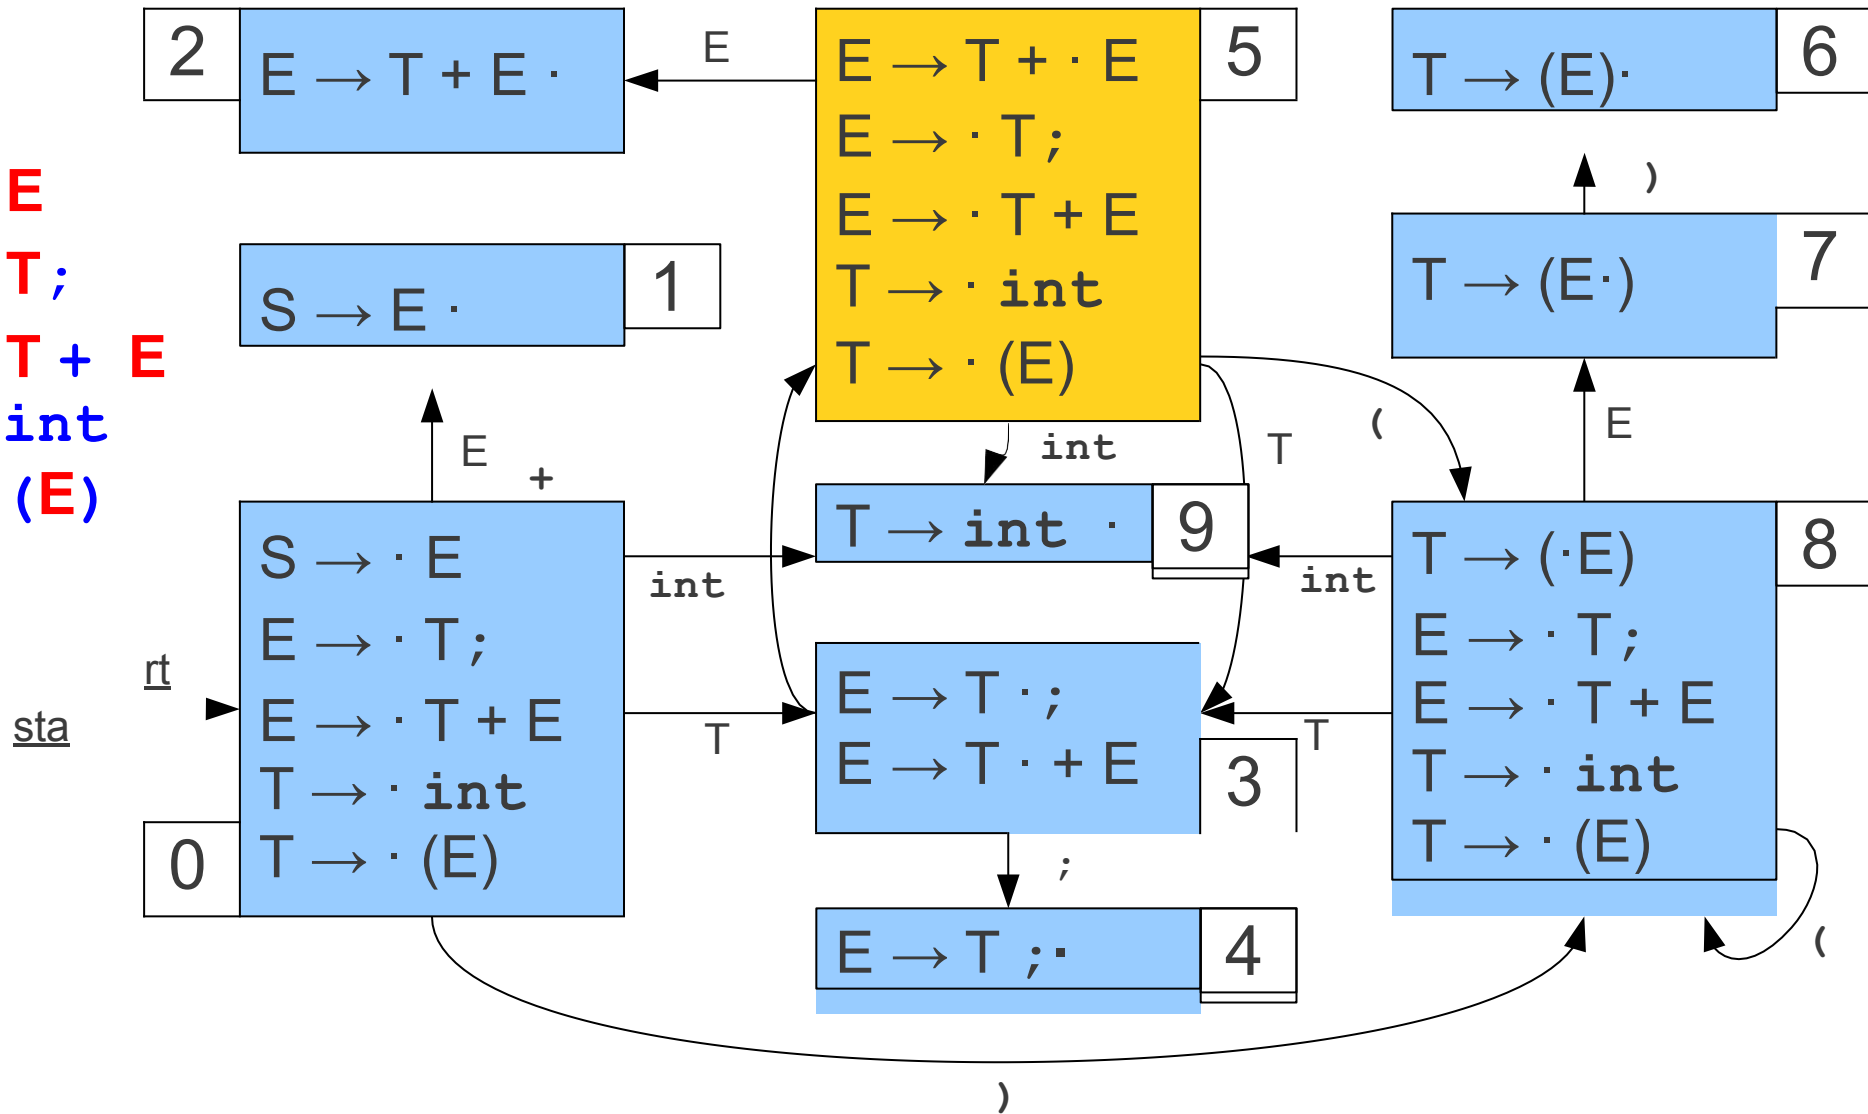 E
T ;
T + E
int
(E)
sta
rt
2
E → T + E ·
E
5
E → T + · E
E → · T ;
E → · T + E
T → · int
T → · (E)
6
T → (E)·
)
7
T → (E·)
E
1
S → E ·
E
+
0
S → · E
E → · T ;
E → · T + E
T → · int
T → · (E)
int
T
int
T
(
9
T → int ·
3
E → T · ;
E → T · + E
;
4
E → T ; ·
int
T
8
T → (·E)
E → · T ;
E → · T + E
T → · int
T → · (E)
(
)